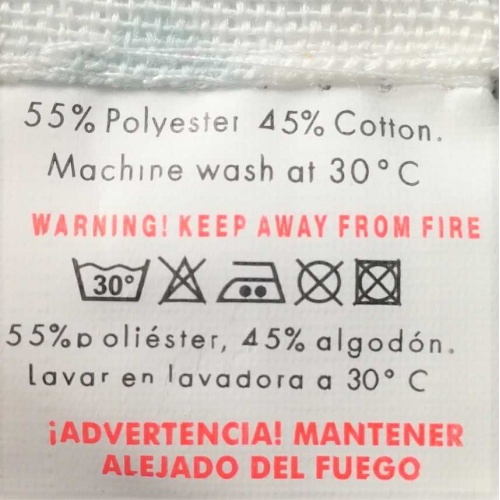 55% Polyester 45% Cotton.
Machine wash at 30° C
WARNING! KEEP AWAY FROM FIRE
30°
55% poliéster, 45% algodón.
Lavar en lavadora a 30° C
¡ADVERTENCIA! MANTENER
ALEJADO DEL FUEGO